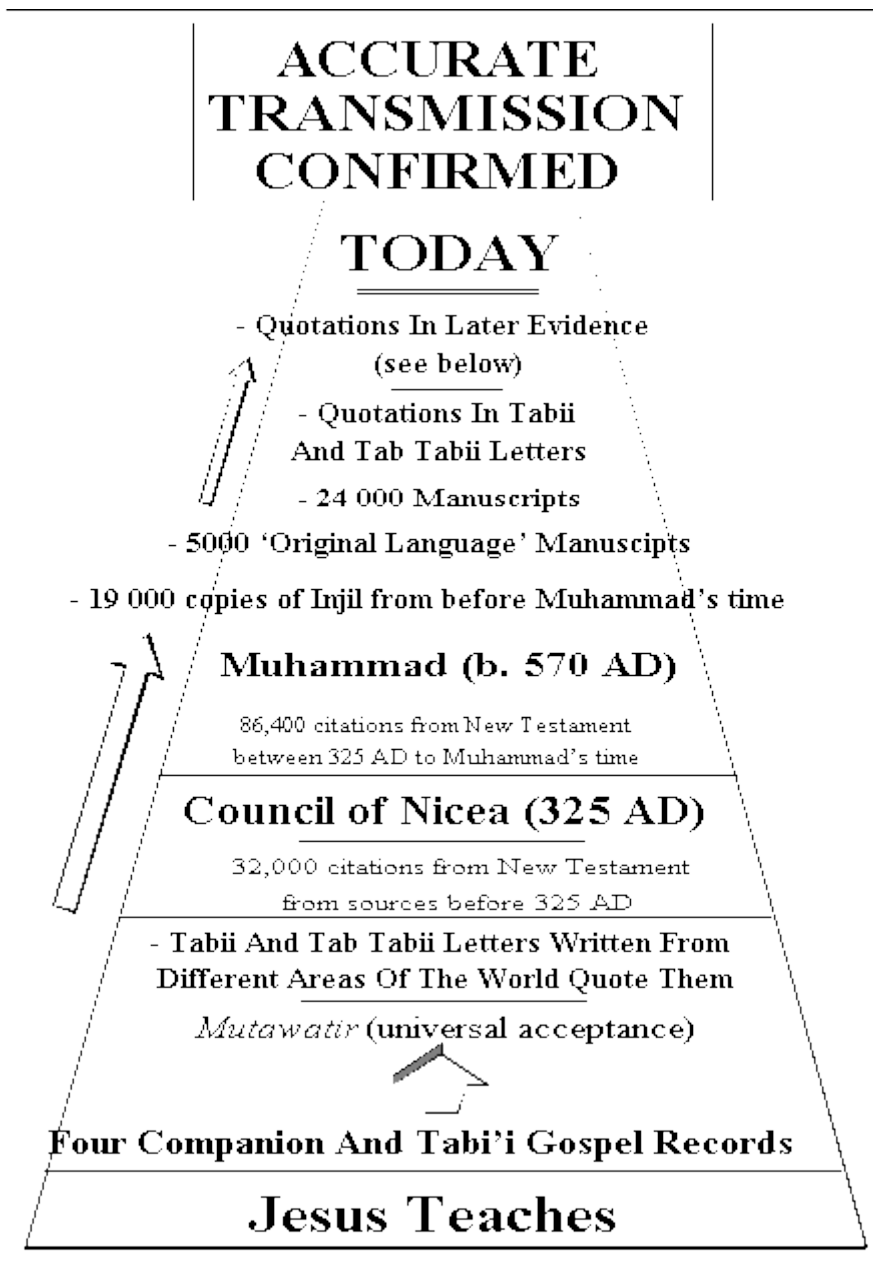 ACCURATE
TRANSMISSION
CONFIRMED
TODAY
- Quotations In Later Evidence
(see below)
- Quotations In Tabii
And Tab Tabii Letters
- 24 000 Manuscripts
- 5000 ‘Original Language’ Manuscipts
- 19 000 copies of Injil from before Muhammad’s time
Muhammad (b. 570 AD)
86,400 citations from New Testament
between 325 AD to Muhammad’s time
Council of Nicea (325 AD)
32,000 citations from New Testament
from sources before 325 AD
- Tabii And Tab Tabii Letters Written From
Different Areas Of The World Quote Them
Mutawatir (universal acceptance)
Four Companion And Tabi’i Gospel Records
Jesus Teaches